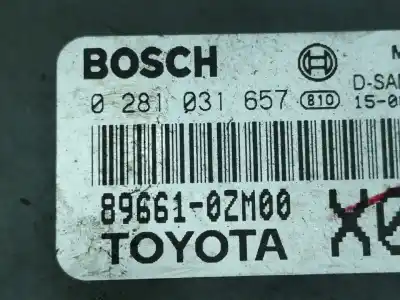 BOSCH
0 281 031 657 810
D-SA
15-0
89661-0ZM00
TOYOTA